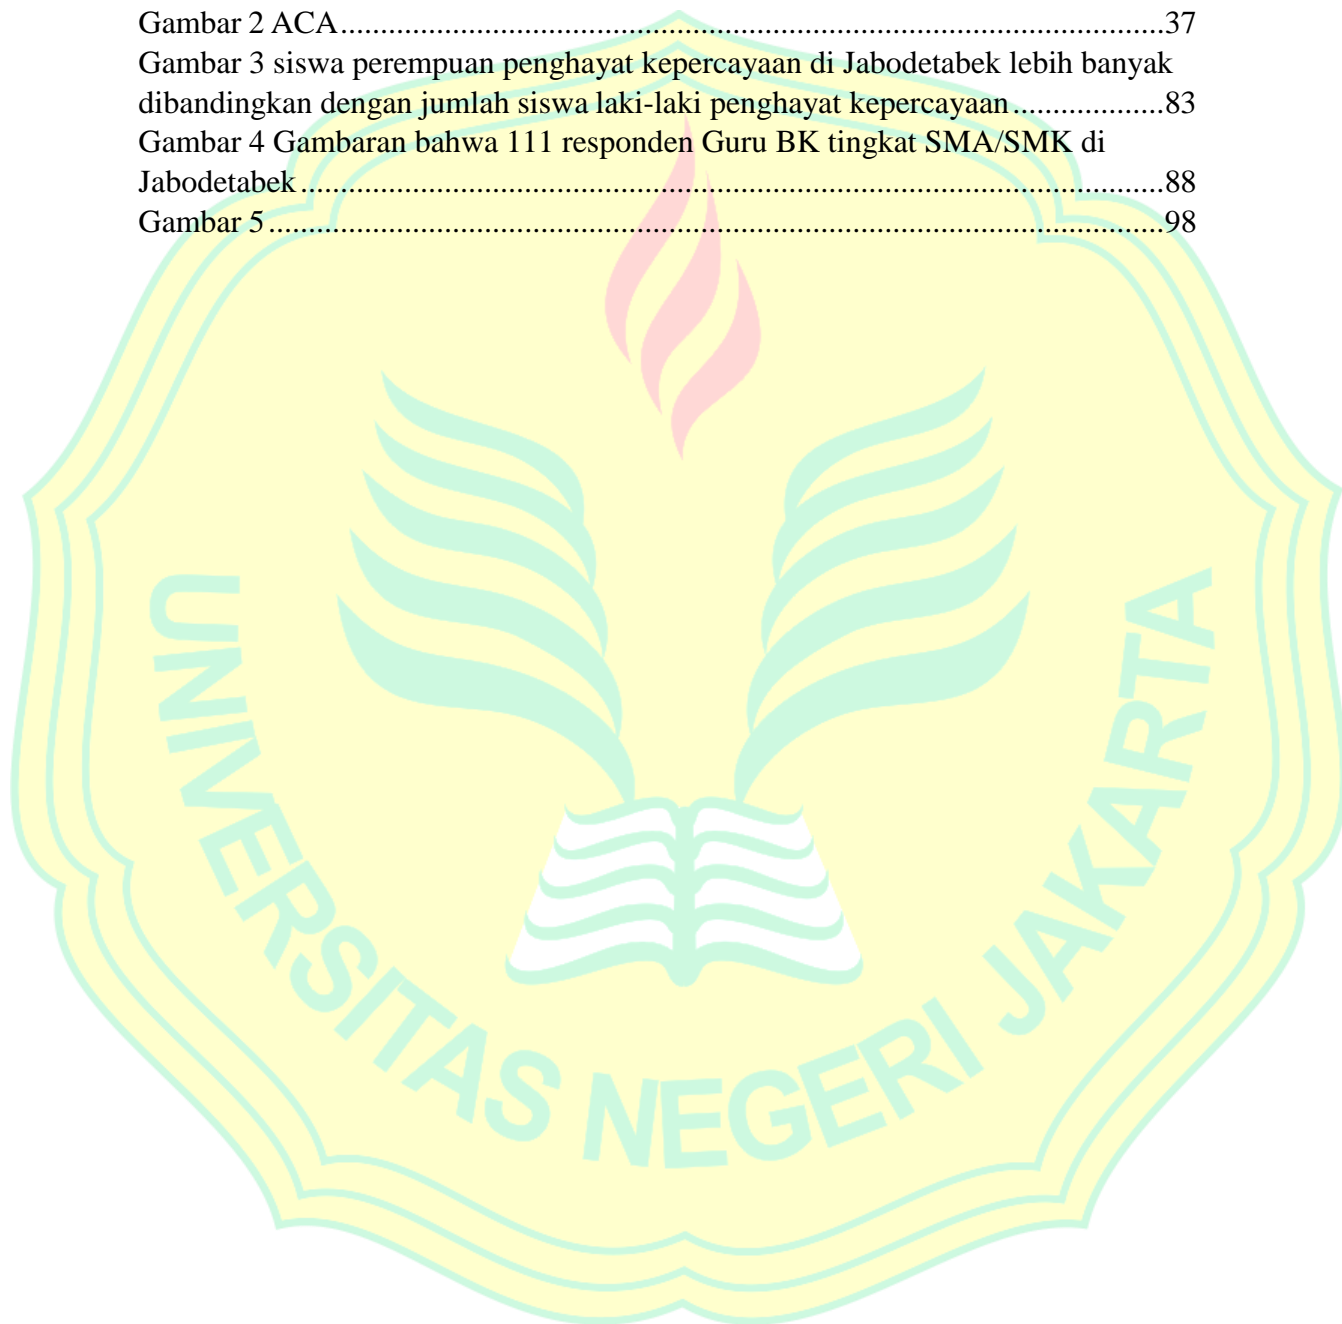 Gambar 2 ACA.......................................................................................................37
Gambar 3 siswa perempuan penghayat kepercayaan di Jabodetabek lebih banyak
dibandingkan dengan jumlah siswa laki-laki penghayat kepercayaan...................83
Gambar 4 Gambaran bahwa 111 responden Guru BK tingkat SMA/SMK di
Jabodetabek............................................................................................................88
Gambar 5................................................................................................................98
UNIVERSITAS NEGERI JAKARTA